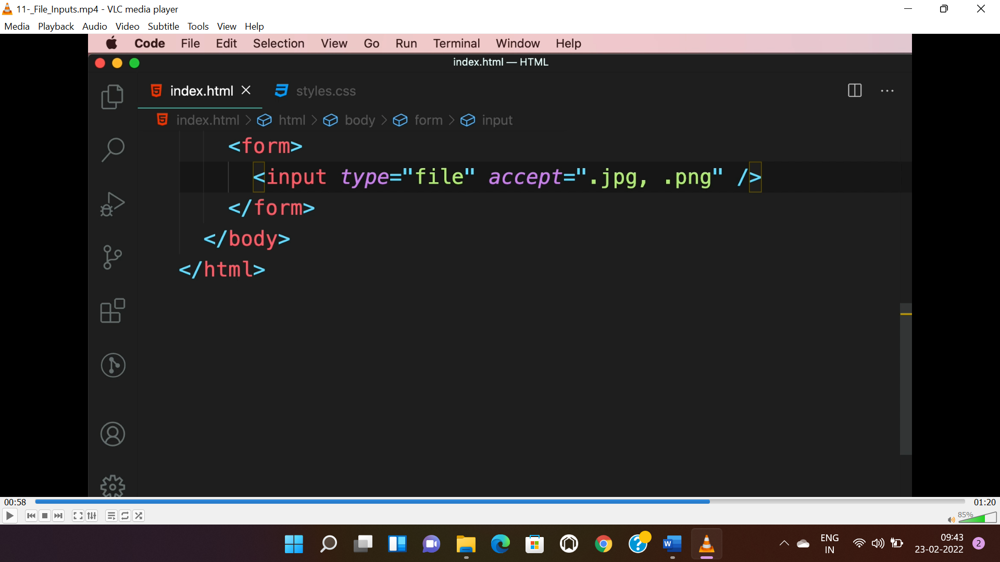 11-_File_Inputs.mp4 - VLC media player
Media Playback Audio Video Subtitle Tools View Help
Code File Edit Selection View Go Run Terminal Window Help
index.html — HTML
index.html styles.css
index.html > html > body > form > input
<form>
<input type="file" accept=".jpg, .png" />
</form>
</body>
</html>
00:58 01:20
85%
ENG
IN
09:43
23-02-2022
2